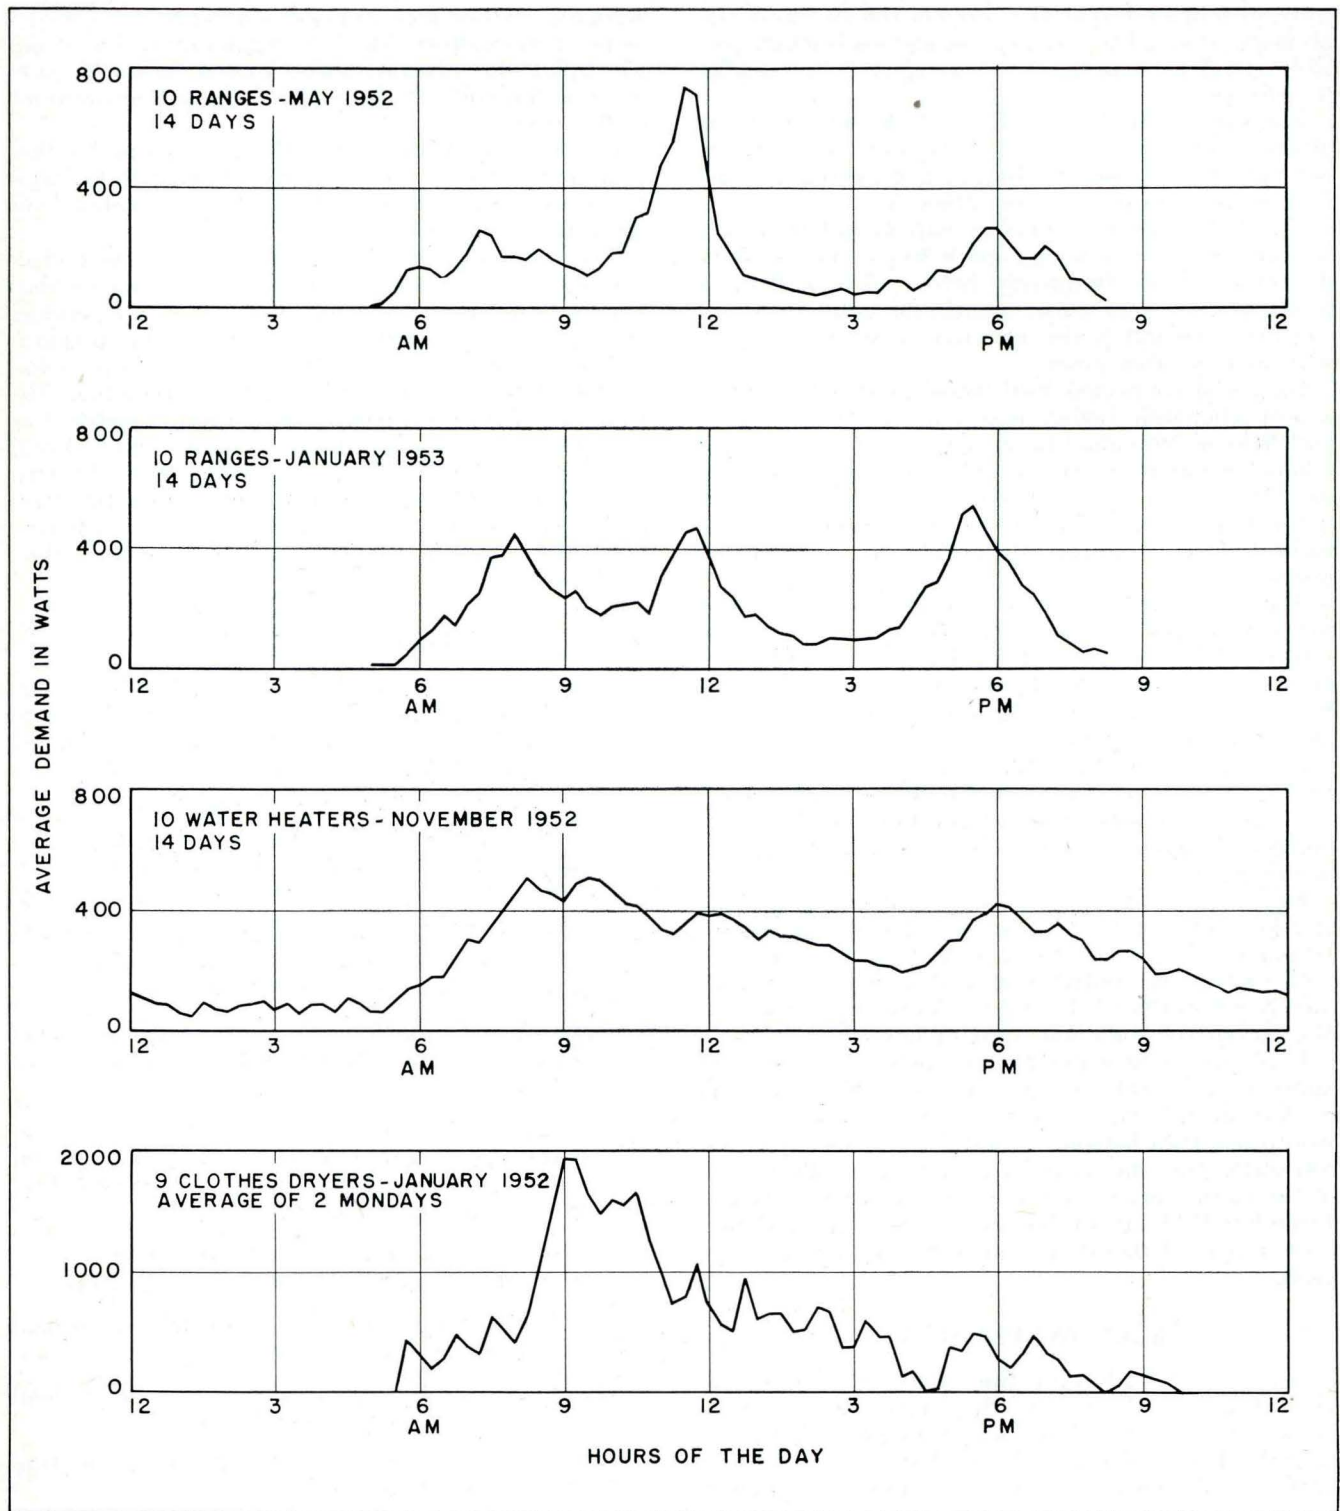 800
10 RANGES-MAY 1952
14 DAYS
400
0
12 3 6 9 12 3 6 9 12
AM PM
800
10 RANGES-JANUARY 1953
14 DAYS
400
0
12 3 6 9 12 3 6 9 12
AM PM
AVERAGE DEMAND IN WATTS
800
10 WATER HEATERS-NOVEMBER 1952
14 DAYS
400
0
12 3 6 9 12 3 6 9 12
AM PM
2000
9 CLOTHES DRYERS-JANUARY 1952
AVERAGE OF 2 MONDAYS
1000
0
12 3 6 9 12 3 6 9 12
AM PM
HOURS OF THE DAY